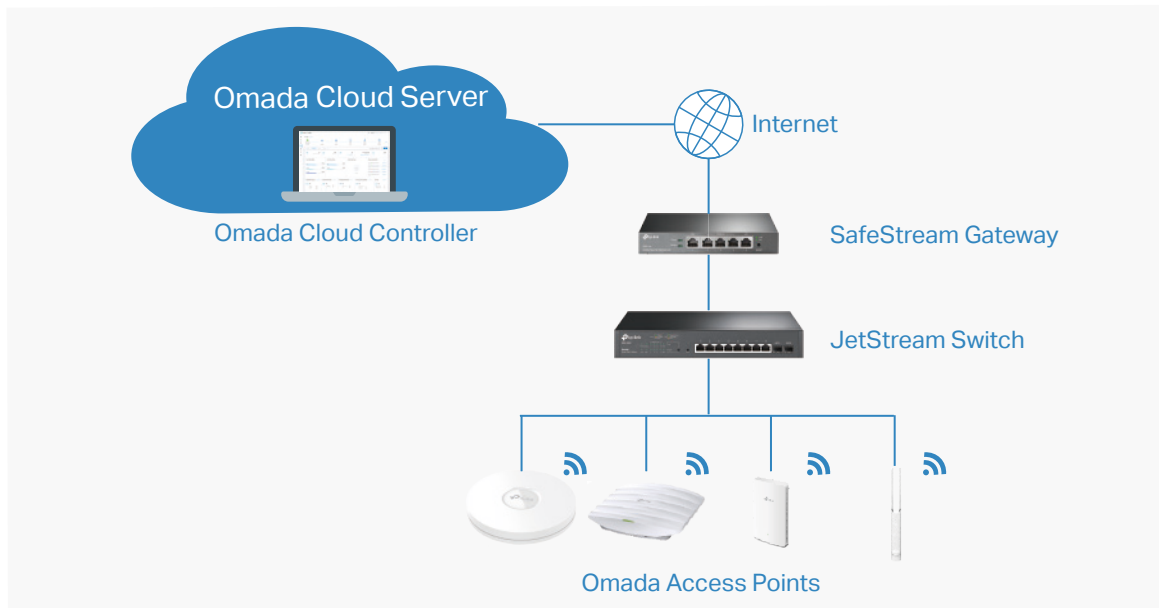 Omada Cloud Server
Internet
Omada Cloud Controller
SafeStream Gateway
JetStream Switch
Omada Access Points